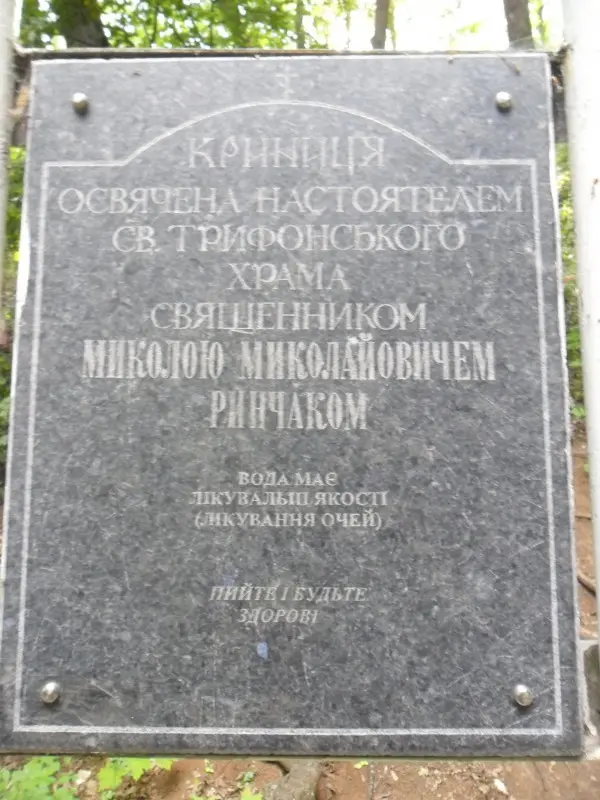 КРИНИЦЯ
ОСВЯЧЕНА НАСТОЯТЕЛЕМ
СВ. ТРИФОНСЬКОГО
ХРАМА
СВЯЩЕННИКОМ
МИКОЛОЮ МИКОЛАЙОВИЧЕМ
РИНЧАКОМ
ВОДА МАЄ
ЛІКУВАЛЬНІ ЯКОСТІ
(ЛІКУВАННЯ ОЧЕЙ)
ПИЙТЕ І БУДЬТЕ
ЗДОРОВІ